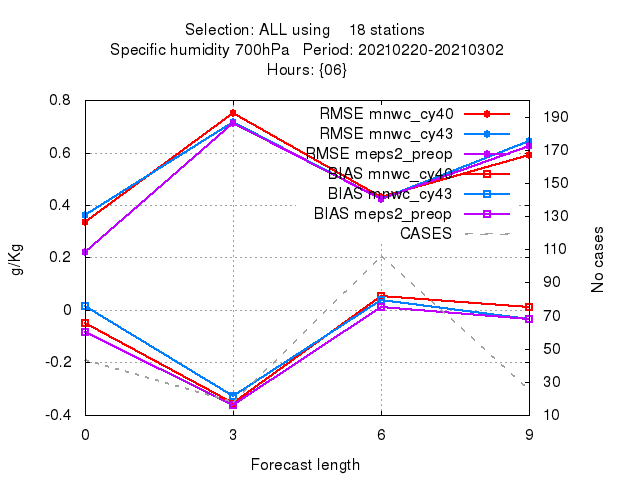 Selection: ALL using 18 stations
Specific humidity 700hPa Period: 20210220-20210302
Hours: {06}
0.8
0.6
0.4
0.2
0
-0.2
-0.4
g/Kg
RMSE mnwc_cy40
RMSE mnwc_cy43
RMSE meps2_preop
BIAS mnwc_cy40
BIAS mnwc_cy43
BIAS meps2_preop
CASES
190
170
150
130
110
90
70
50
30
10
No cases
0 3 6 9
Forecast length